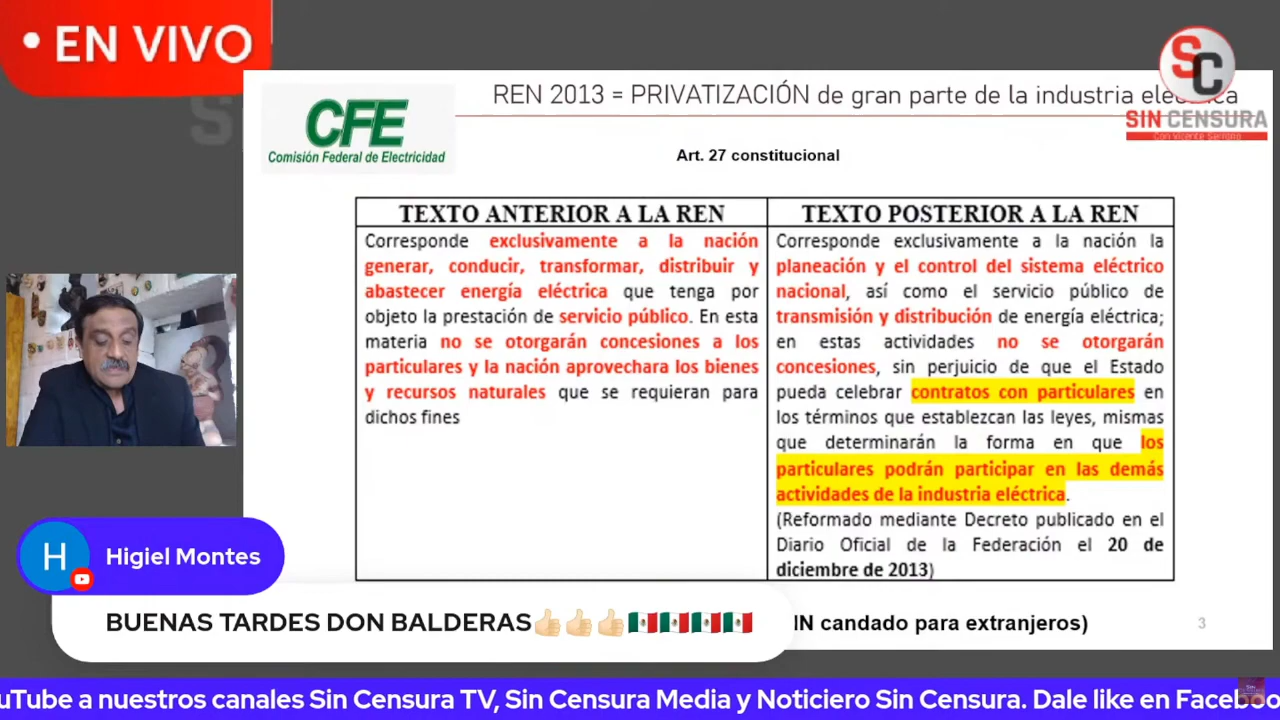 • EN VIVO
REN 2013 = PRIVATIZACIÓN de gran parte de la industria eléctrica
SC
SIN CENSURA
CFE
Comisión Federal de Electricidad
Art. 27 constitucional
TEXTO ANTERIOR A LA REN
Corresponde exclusivamente a la nación
generar, conducir, transformar, distribuir y
abastecer energía eléctrica que tenga por
objeto la prestación de servicio público. En esta
materia no se otorgarán concesiones a los
particulares y la nación aprovechara los bienes
y recursos naturales que se requieran para
dichos fines
TEXTO POSTERIOR A LA REN
Corresponde exclusivamente a la nación la
planeación y el control del sistema eléctrico
nacional, así como el servicio público de
transmisión y distribución de energía eléctrica;
en estas actividades no se otorgarán
concesiones, sin perjuicio de que el Estado
pueda celebrar contratos con particulares en
los términos que establezcan las leyes, mismas
que determinarán la forma en que los
particulares podrán participar en las demás
actividades de la industria eléctrica.
(Reformado mediante Decreto publicado en el
Diario Oficial de la Federación el 20 de
diciembre de 2013)
H
Higiel Montes
BUENAS TARDES DON BALDERAS👍🏻👍🏻👍🏻🇲🇽🇲🇽🇲🇽🇲🇽
IN candado para extranjeros)
3
uTube a nuestros canales Sin Censura TV, Sin Censura Media y Noticiero Sin Censura. Dale like en Facebo